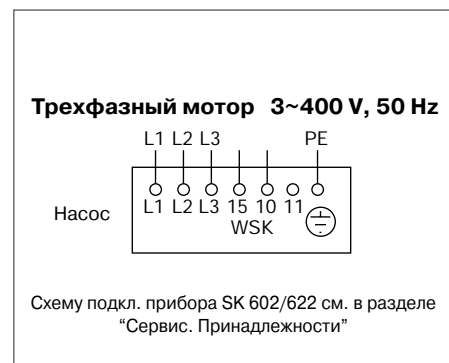 Трехфазный мотор 3~400 V, 50 Hz
L1 L2 L3 PE
L1 L2 L3 15 10 11
WSK
Насос
Схему подкл. прибора SK 602/622 см. в разделе
“Сервис. Принадлежности”